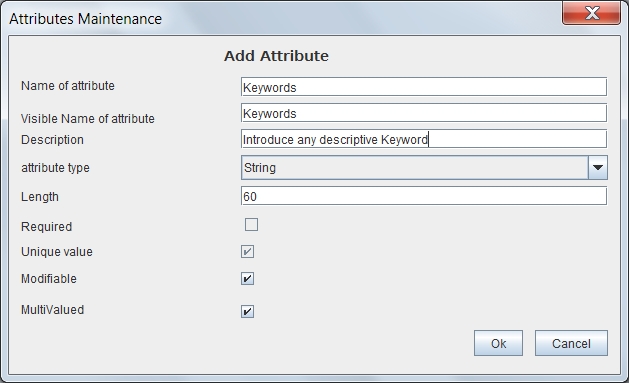 Attributes Maintenance
Add Attribute
Name of attribute Keywords
Visible Name of attribute Keywords
Description Introduce any descriptive Keyword
attribute type String
Length 60
Required
Unique value
Modifiable
MultiValued
Ok Cancel